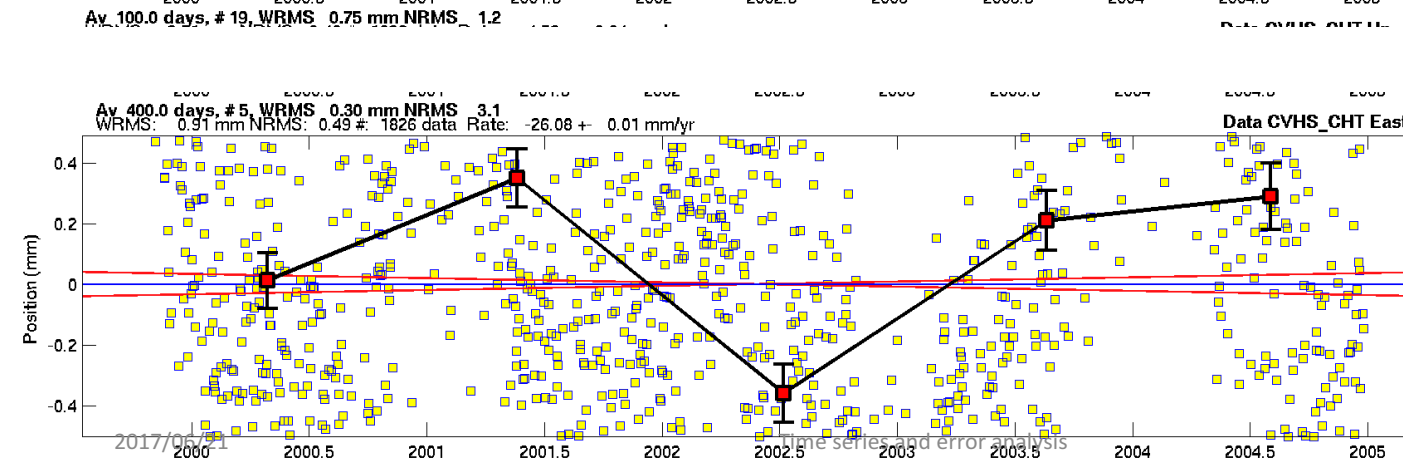 Av 100.0 days, # 19, WRMS 0.75 mm NRMS 1.2
Av 400.0 days, # 5, WRMS 0.30 mm NRMS 3.1
WRMS: 0.91 mm NRMS: 0.49 #: 1826 data Rate: -26.08 +- 0.01 mm/yr
Data CVHS_CHT East
Position (mm)
0.4
0.2
0
-0.2
-0.4
2000 2000.5 2001 2001.5 2002 2002.5 2003 2003.5 2004 2004.5 2005
2017/06/21
Time series and error analysis